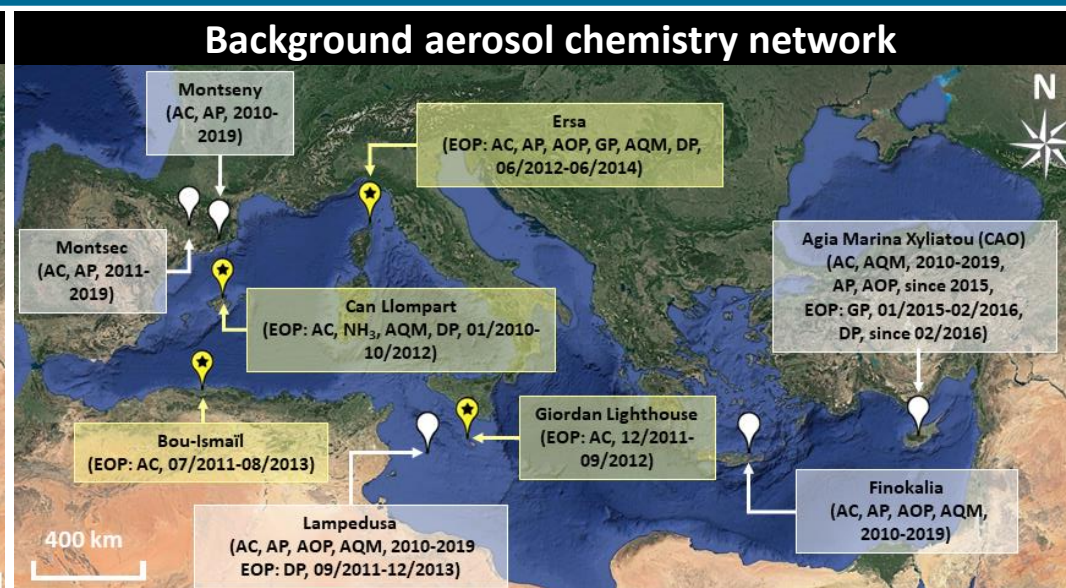 Background aerosol chemistry network
Montseny
(AC, AP, 2010-
2019)
Ersa
(EOP: AC, AP, AOP, GP, AQM, DP,
06/2012-06/2014)
N
Montsec
(AC, AP, 2011-
2019)
Agia Marina Xyliatou (CAO)
(AC, AQM, 2010-2019,
AP, AOP, since 2015,
EOP: GP, 01/2015-02/2016,
DP, since 02/2016)
Can Llompart
(EOP: AC, NH₃, AQM, DP, 01/2010-
10/2012)
Bou-Ismaïl
(EOP: AC, 07/2011-08/2013)
Giordan Lighthouse
(EOP: AC, 12/2011-
09/2012)
Finokalia
(AC, AP, AOP, AQM,
2010-2019)
Lampedusa
(AC, AP, AOP, AQM, 2010-2019
EOP: DP, 09/2011-12/2013)
400 km